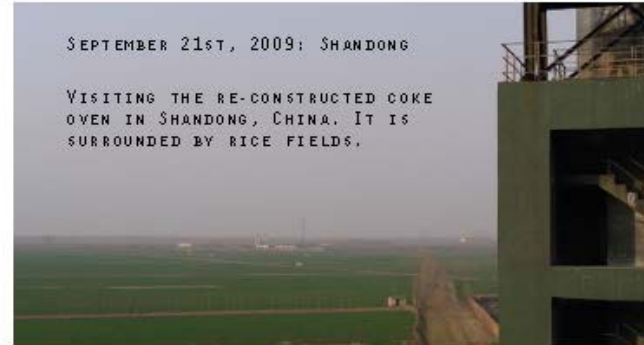 September 21st, 2009: Shandong
Visiting the re-constructed coke
oven in Shandong, China. It is
surrounded by rice fields.